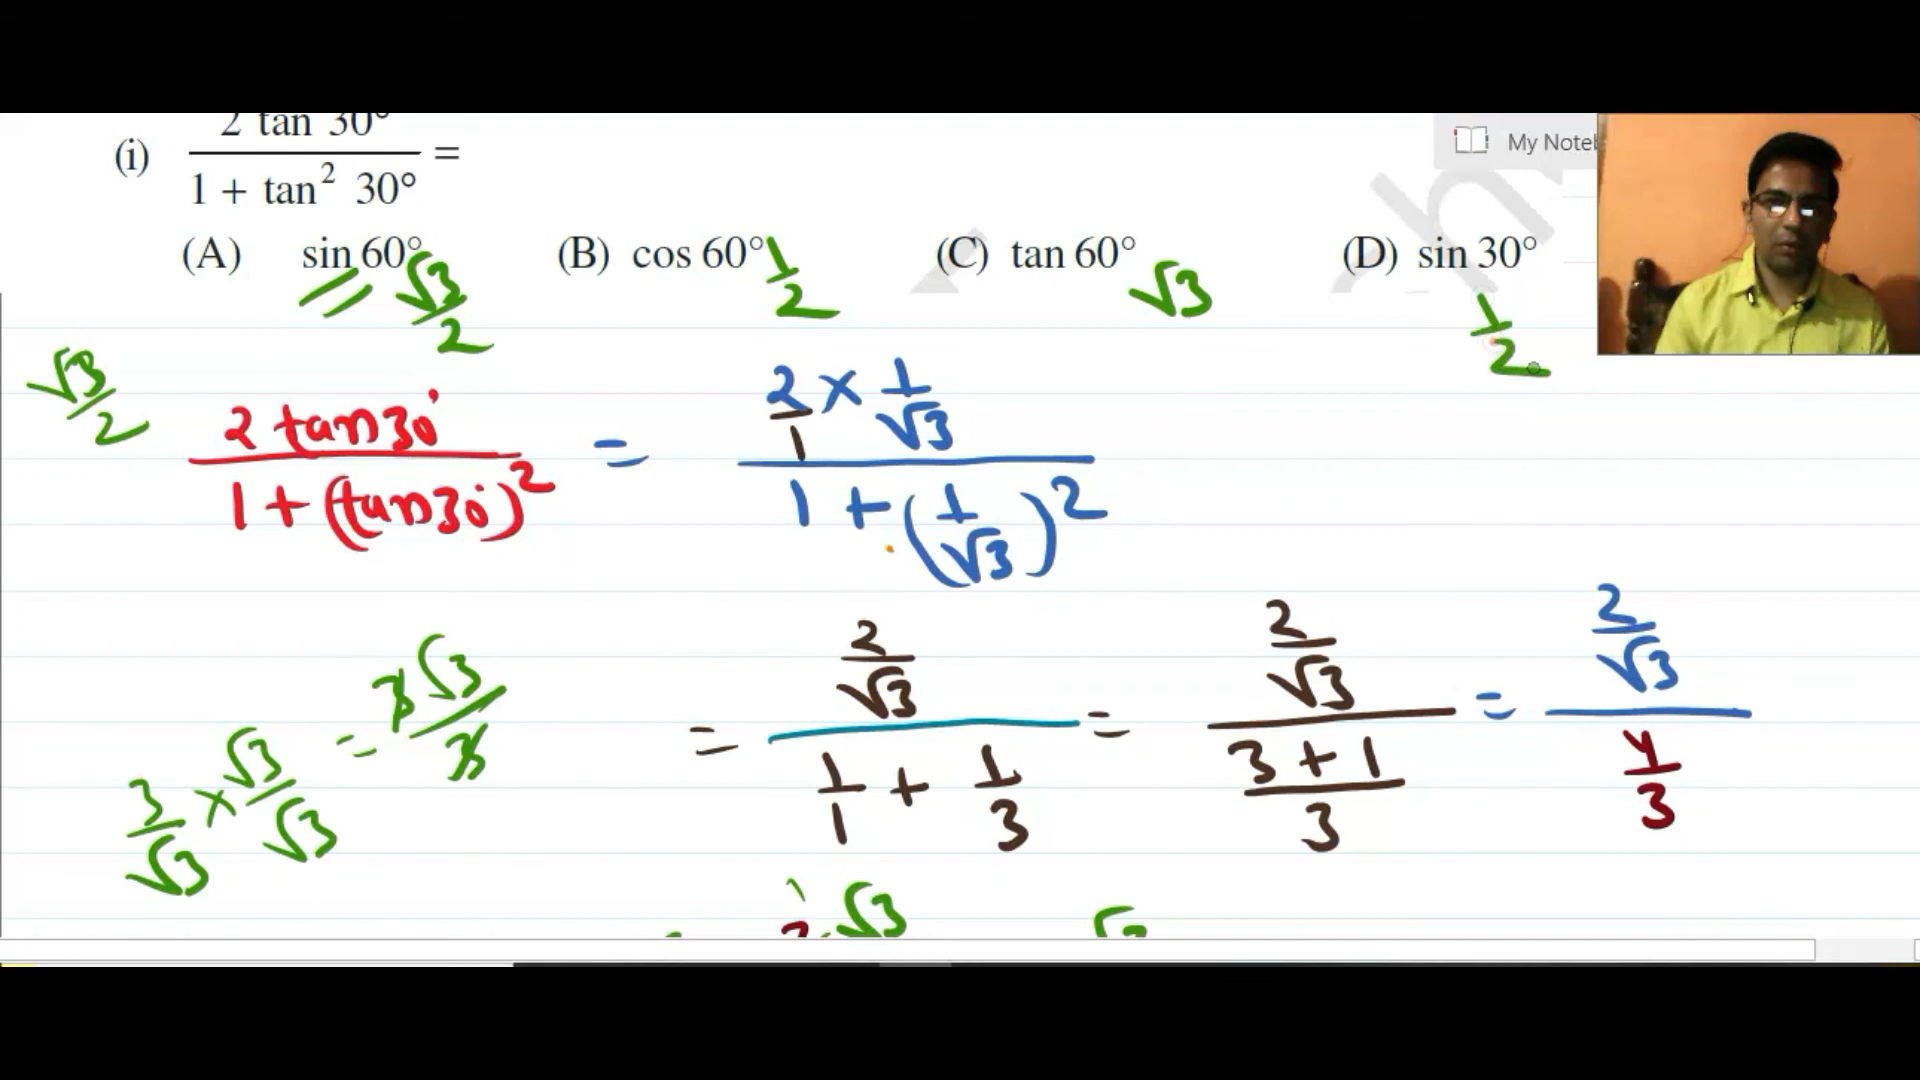 2 tan 30°
(i) ―――――― =
1 + tan² 30°
My Noteb
(A) sin 60° (B) cos 60° (C) tan 60° (D) sin 30°
√3/2 1/2 √3 1/2
√3/2
2 tan30° / 1 + (tan30°)² = 2/1 × 1/√3 / 1 + (1/√3)²
= 2/√3 / 1/1 + 1/3 = 2/√3 / 3+1/3 = 2/√3 / 4/3
3/√3 × √3/√3 = 3√3/3
√3